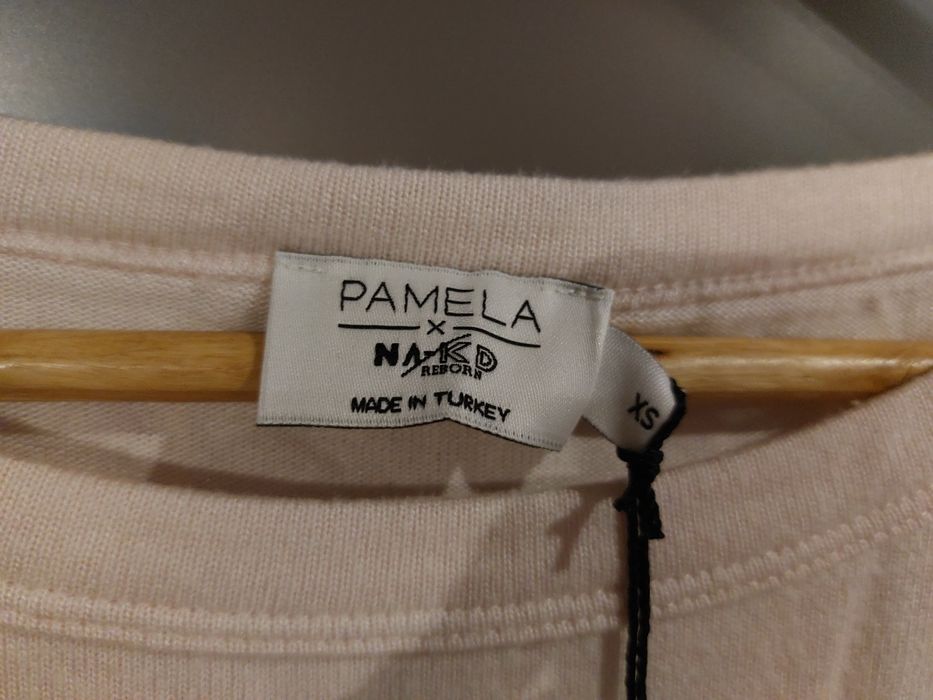 PAMELA
×
NA-KD
REBORN
MADE IN TURKEY
XS